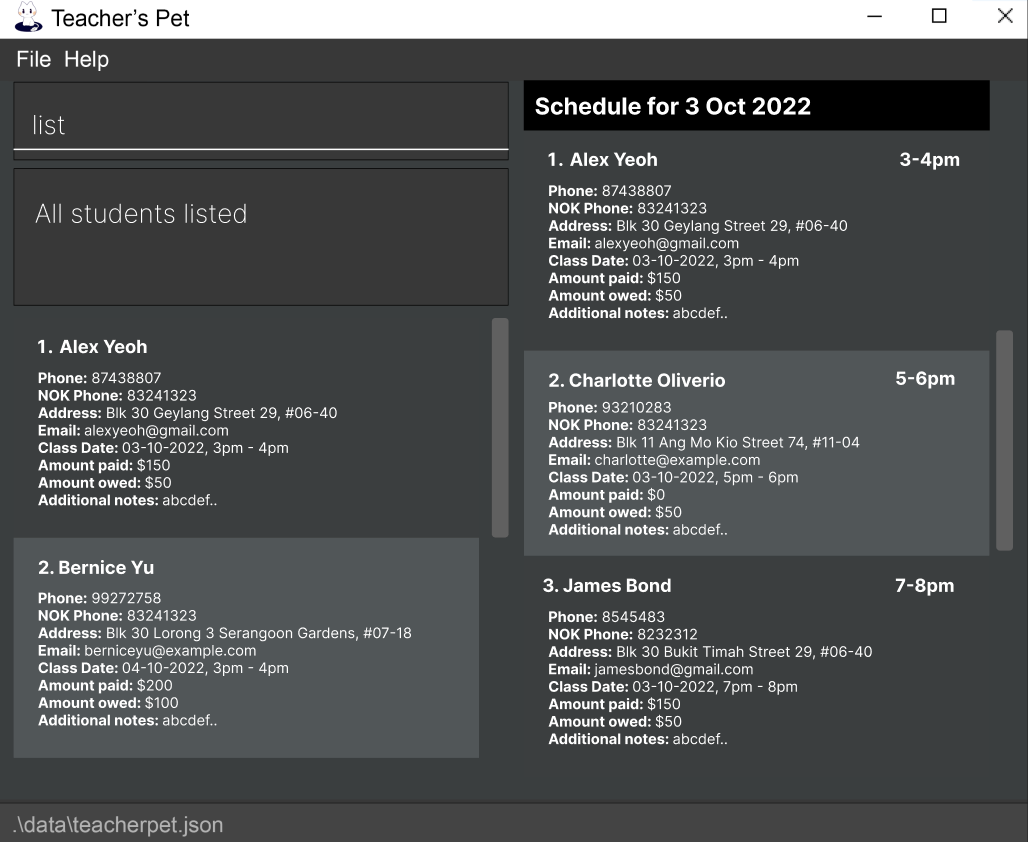 Teacher's Pet
File Help
list
All students listed
1. Alex Yeoh
Phone: 87438807
NOK Phone: 83241323
Address: Blk 30 Geylang Street 29, #06-40
Email: alexyeoh@gmail.com
Class Date: 03-10-2022, 3pm - 4pm
Amount paid: $150
Amount owed: $50
Additional notes: abcdef..
2. Bernice Yu
Phone: 99272758
NOK Phone: 83241323
Address: Blk 30 Lorong 3 Serangoon Gardens, #07-18
Email: berniceyu@example.com
Class Date: 04-10-2022, 3pm - 4pm
Amount paid: $200
Amount owed: $100
Additional notes: abcdef..
Schedule for 3 Oct 2022
1. Alex Yeoh 3-4pm
Phone: 87438807
NOK Phone: 83241323
Address: Blk 30 Geylang Street 29, #06-40
Email: alexyeoh@gmail.com
Class Date: 03-10-2022, 3pm - 4pm
Amount paid: $150
Amount owed: $50
Additional notes: abcdef..
2. Charlotte Oliverio 5-6pm
Phone: 93210283
NOK Phone: 83241323
Address: Blk 11 Ang Mo Kio Street 74, #11-04
Email: charlotte@example.com
Class Date: 03-10-2022, 5pm - 6pm
Amount paid: $0
Amount owed: $50
Additional notes: abcdef..
3. James Bond 7-8pm
Phone: 8545483
NOK Phone: 8232312
Address: Blk 30 Bukit Timah Street 29, #06-40
Email: jamesbond@gmail.com
Class Date: 03-10-2022, 7pm - 8pm
Amount paid: $150
Amount owed: $50
Additional notes: abcdef..
.\data\teacherpet.json